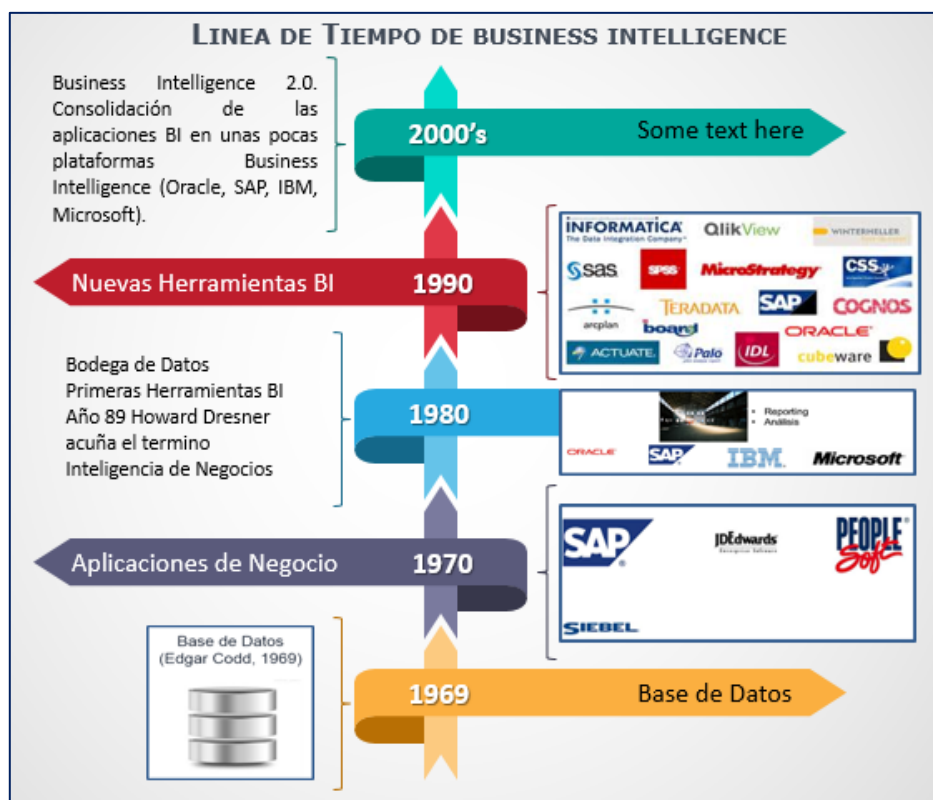 LINEA DE TIEMPO DE BUSINESS INTELLIGENCE
Business Intelligence 2.0.
Consolidación de las
aplicaciones BI en unas pocas
plataformas Business
Intelligence (Oracle, SAP, IBM,
Microsoft).
2000's
Some text here
Nuevas Herramientas BI
1990
INFORMATICA
The Data Integration Company
QlikView
WINTERHELLER
sas
SPSS
MicroStrategy
CSS
arcplan
TERADATA
SAP
COGNOS
board
ORACLE
ACTUATE
Palo
IDL
cubeware
Bodega de Datos
Primeras Herramientas BI
Año 89 Howard Dresner
acuña el termino
Inteligencia de Negocios
1980
• Reporting
• Análisis
ORACLE
SAP
IBM
Microsoft
Aplicaciones de Negocio
1970
SAP
JDEdwards
PEOPLE
Soft
SIEBEL
Base de Datos
(Edgar Codd, 1969)
1969
Base de Datos